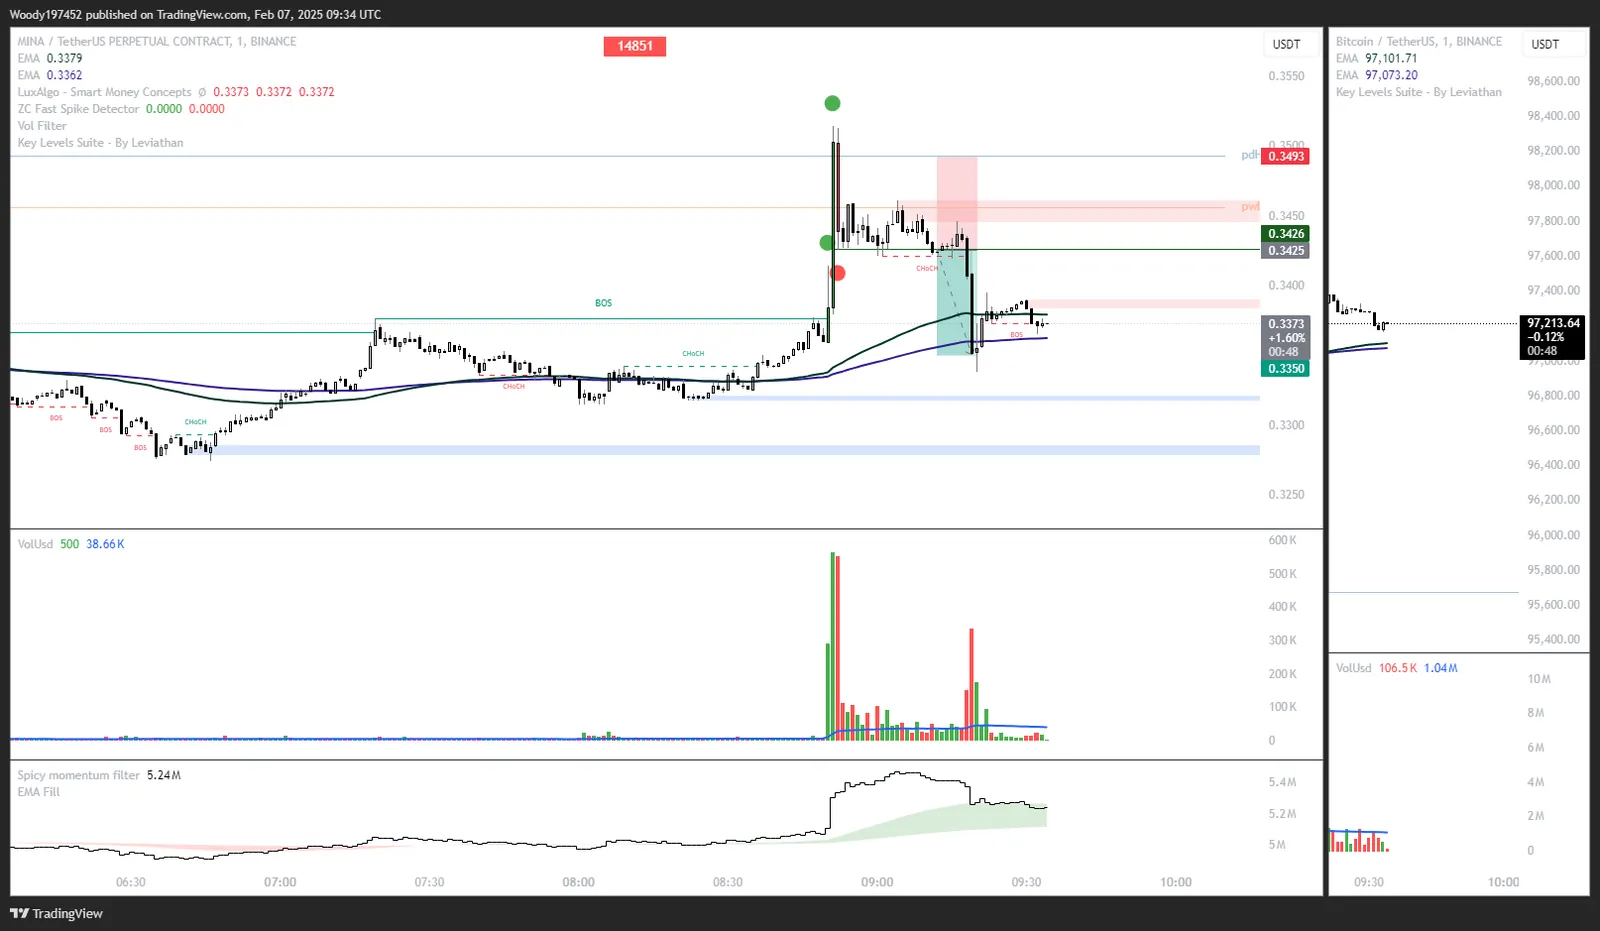 Woody197452 published on TradingView.com, Feb 07, 2025 09:34 UTC
MINA / TetherUS PERPETUAL CONTRACT, 1, BINANCE
EMA 0.3379
EMA 0.3362
LuxAlgo - Smart Money Concepts Ø 0.3373 0.3372 0.3372
ZC Fast Spike Detector 0.0000 0.0000
Vol Filter
Key Levels Suite - By Leviathan
14851
USDT
0.3550
0.3500
pdH
0.3493
pwl
0.3450
0.3426
0.3425
0.3400
0.3373
+1.60%
00:48
0.3350
0.3300
0.3250
BOS
CHoCH
CHoCH
CHoCH
BOS
BOS
BOS
BOS
CHoCH
VolUsd 500 38.66K
600K
500K
400K
300K
200K
100K
0
Spicy momentum filter 5.24M
EMA Fill
5.4M
5.2M
5M
06:30 07:00 07:30 08:00 08:30 09:00 09:30 10:00
Bitcoin / TetherUS, 1, BINANCE
EMA 97,101.71
EMA 97,073.20
Key Levels Suite - By Leviathan
USDT
98,600.00
98,400.00
98,200.00
98,000.00
97,800.00
97,600.00
97,400.00
97,213.64
-0.12%
00:48
97,000.00
96,800.00
96,600.00
96,400.00
96,200.00
96,000.00
95,800.00
95,600.00
95,400.00
VolUsd 106.5K 1.04M
10M
8M
6M
4M
2M
0
09:30 10:00
TradingView